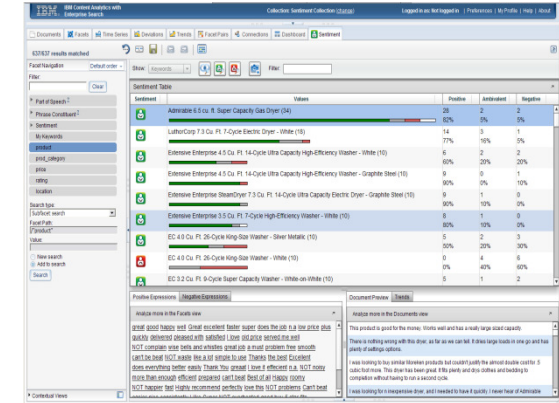 IBM Content Analytics with
Enterprise Search
Collection: Sentiment Collection (change)
Logged in as: Not logged in | Preferences | My Profile | Help | About
Documents
Facets
Time Series
Deviations
Trends
Facet Pairs
Connections
Dashboard
Sentiment
637/637 results matched
Facet Navigation
Default order
Filter:
Clear
Part of Speech
Phrase Constituent
Sentiment
My Keywords
product
prod_category
price
rating
location
Search type
Subfacet search
Facet Path:
/"product"
Value:
New search
Add to search
Search
Contextual Views
Show: Keywords
Filter:
Sentiment Table
Sentiment Values Positive Ambivalent Negative
Admirable 6.5 cu. ft. Super Capacity Gas Dryer (34) 28 2 2
82% 5% 5%
LuthorCorp 7.3 Cu. Ft. 7-Cycle Electric Dryer - White (18) 14 3 1
77% 16% 5%
Extensive Enterprise 4.5 Cu. Ft. 14-Cycle Ultra Capacity High-Efficiency Washer - White (10) 6 2 2
60% 20% 20%
Extensive Enterprise 4.5 Cu. Ft. 14-Cycle Ultra Capacity High-Efficiency Washer - Graphite Steel (10) 9 0 1
90% 0% 10%
Extensive Enterprise SteamDryer 7.3 Cu. Ft. 14-Cycle Ultra Capacity Electric Dryer - Graphite Steel (10) 9 1 0
90% 10% 0%
Extensive Enterprise 3.5 Cu. Ft. 7-Cycle High-Efficiency Washer - White (10) 8 1 0
80% 10% 0%
EC 4.0 Cu. Ft. 26-Cycle King-Size Washer - Silver Metallic (10) 5 2 3
50% 20% 30%
EC 4.0 Cu. Ft. 26-Cycle King-Size Washer - White (10) 0 4 6
0% 40% 60%
EC 3.2 Cu. Ft. 9-Cycle Super Capacity Washer - White-on-White (10) 5 1 2
Positive Expressions
Negative Expressions
Analyze more in the Facets view
great good happy well Great excellent faster super does the job n.a low price plus
quickly delivered pleased with satisfied I love old price served me well
NOT complain wise bells and whistles great job a must problem free smooth
can't be beat NOT waste like a lot simple to use Thanks the best Excellent
does everything better easily Thank You great! I love it efficient n.a. NOT noisy
more than enough efficient prepared can't beat Best of all Happy roomy
NOT happier fast Highly recommend perfectly live this NOT problems Can't beat
Document Preview
Trends
Analyze more in the Documents view
This product is good for the money. Works well and has a really large sized capacity
There is nothing wrong with this dryer, as far as we can tell. It dries large loads in one go and has
plenty of settings options.
I was looking to buy similar Monolen products but couldn't justify the almost double cost for .5
cubic foot more. This dryer has been great. It fits plenty and drys clothes and bedding to
completion without having to run a second cycle.
I was looking for n inexpensive dryer, and i needed to have it quickly. I never hear of Admirable